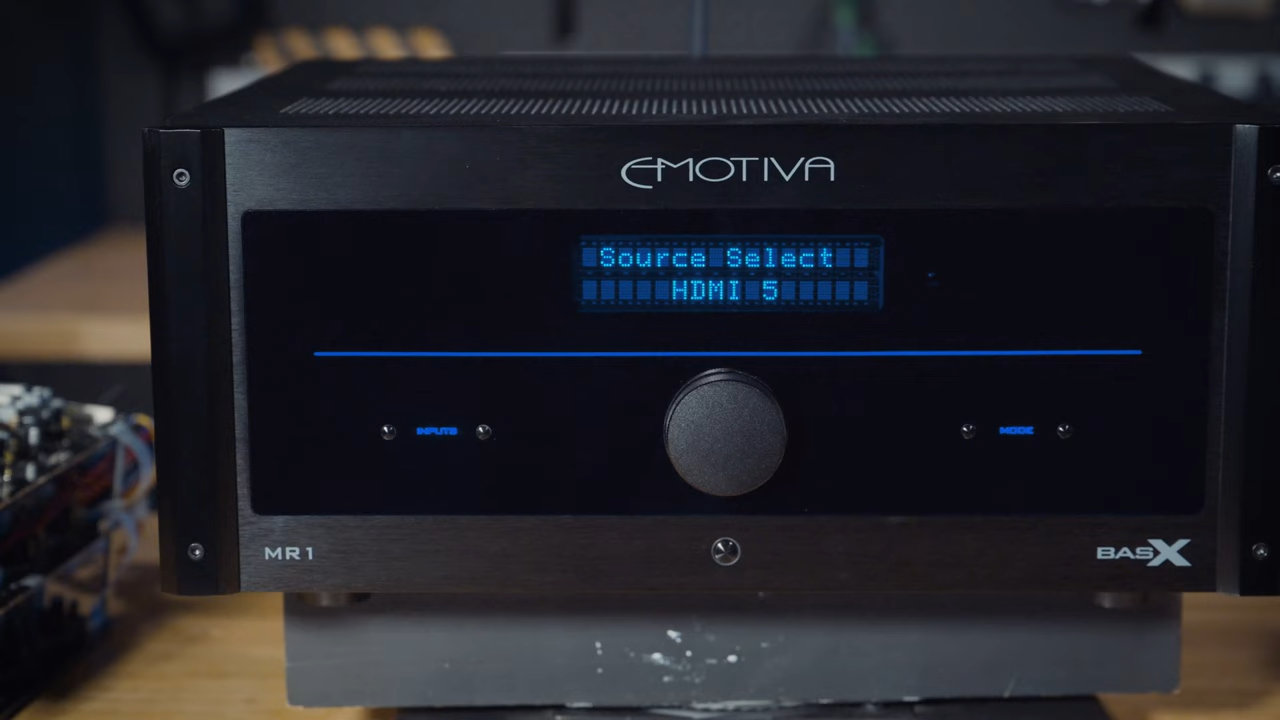 EMOTIVA
Source Select
HDMI 5
INPUTS
MODE
MR1
BASX